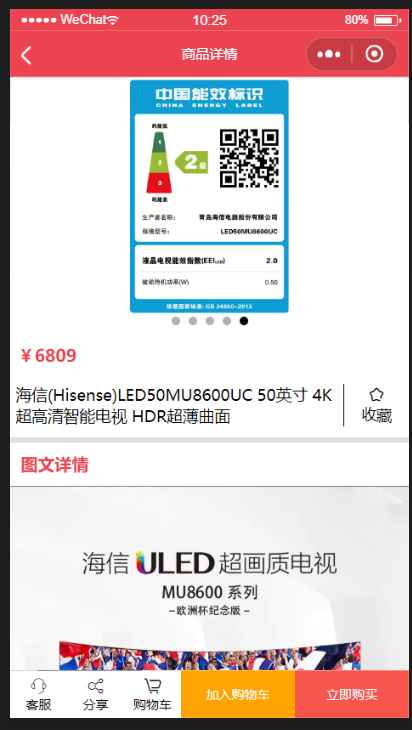 WeChat
10:25
80%
商品详情
中国能效标识
CHINA ENERGY LABEL
耗能低
1
2
3
2级
耗能高
生产者名称: 青岛海信电器股份有限公司
规格型号: LED50MU8600UC
液晶电视能效指数(EEILCD) 2.0
被动待机功率(W) 0.50
依据国家标准: GB 24850-2013
¥ 6809
海信(Hisense)LED50MU8600UC 50英寸 4K
超高清智能电视 HDR超薄曲面
收藏
图文详情
海信 ULED 超画质电视
MU8600 系列
–欧洲杯纪念版–
客服
分享
购物车
加入购物车
立即购买